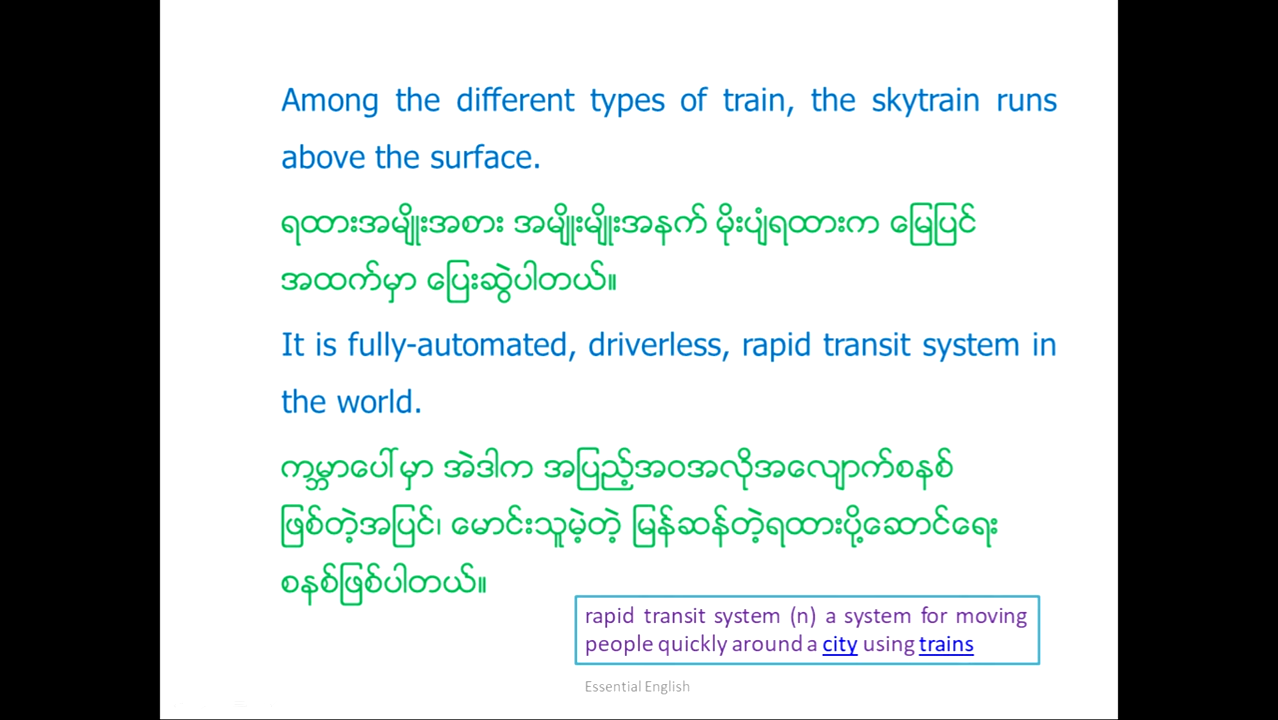 Among the different types of train, the skytrain runs
above the surface.
ရထားအမျိုးအစား အမျိုးမျိုးအနက် မိုးပျံရထားက မြေပြင်
အထက်မှာ ပြေးဆွဲပါတယ်။
It is fully-automated, driverless, rapid transit system in
the world.
ကမ္ဘာပေါ်မှာ အဲဒါက အပြည့်အဝအလိုအလျောက်စနစ်
ဖြစ်တဲ့အပြင်၊ မောင်းသူမဲ့တဲ့ မြန်ဆန်တဲ့ရထားပို့ဆောင်ရေး
စနစ်ဖြစ်ပါတယ်။
rapid transit system (n) a system for moving
people quickly around a city using trains
Essential English